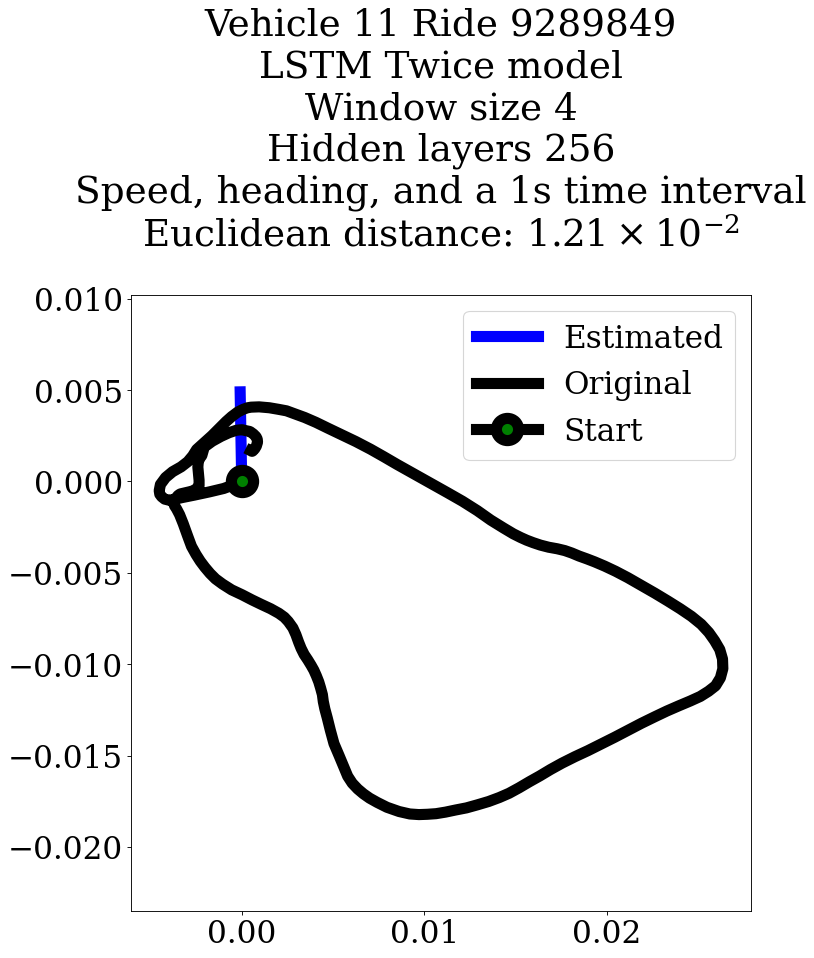 Vehicle 11 Ride 9289849
LSTM Twice model
Window size 4
Hidden layers 256
Speed, heading, and a 1s time interval
Euclidean distance: 1.21 × 10⁻²
Estimated
Original
Start
0.010
0.005
0.000
−0.005
−0.010
−0.015
−0.020
0.00 0.01 0.02